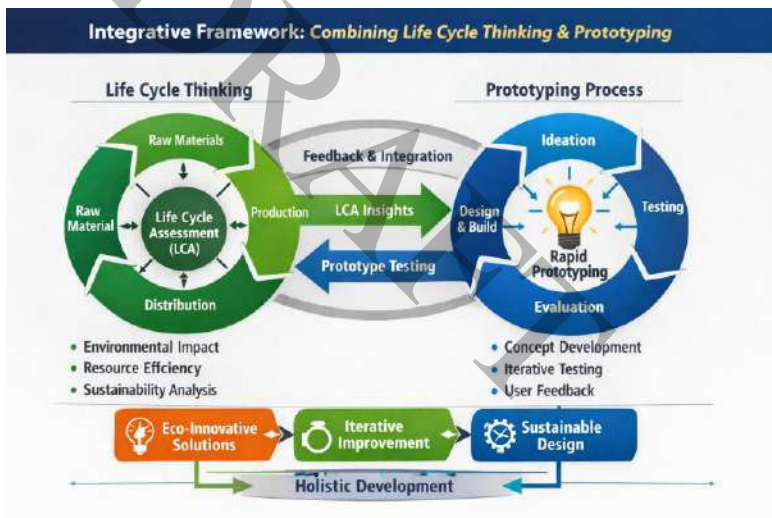 Integrative Framework: Combining Life Cycle Thinking & Prototyping
Life Cycle Thinking
Prototyping Process
Raw Materials
Raw
Material
Life Cycle
Assessment
(LCA)
Production
Distribution
Feedback & Integration
LCA Insights
Prototype Testing
Ideation
Design
& Build
Testing
Rapid
Prototyping
Evaluation
• Environmental Impact
• Resource Effciency
• Sustainability Analysis
• Concept Development
• Iterative Testing
• User Feedback
Eco-Innovative
Solutions
Iterative
Improvement
Sustainable
Design
Holistic Development
DRAFT